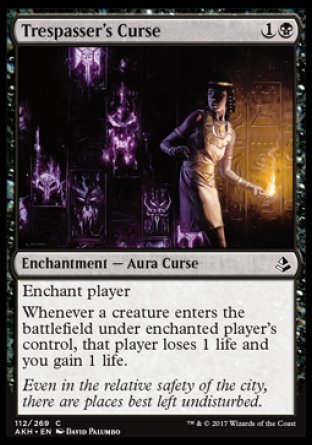 Trespasser's Curse 1
Enchantment — Aura Curse
Enchant player
Whenever a creature enters the
battlefield under enchanted player's
control, that player loses 1 life and
you gain 1 life.
Even in the relative safety of the city,
there are places best left undisturbed.
112/269 C
AKH • EN DAVID PALUMBO
™ & © 2017 Wizards of the Coast